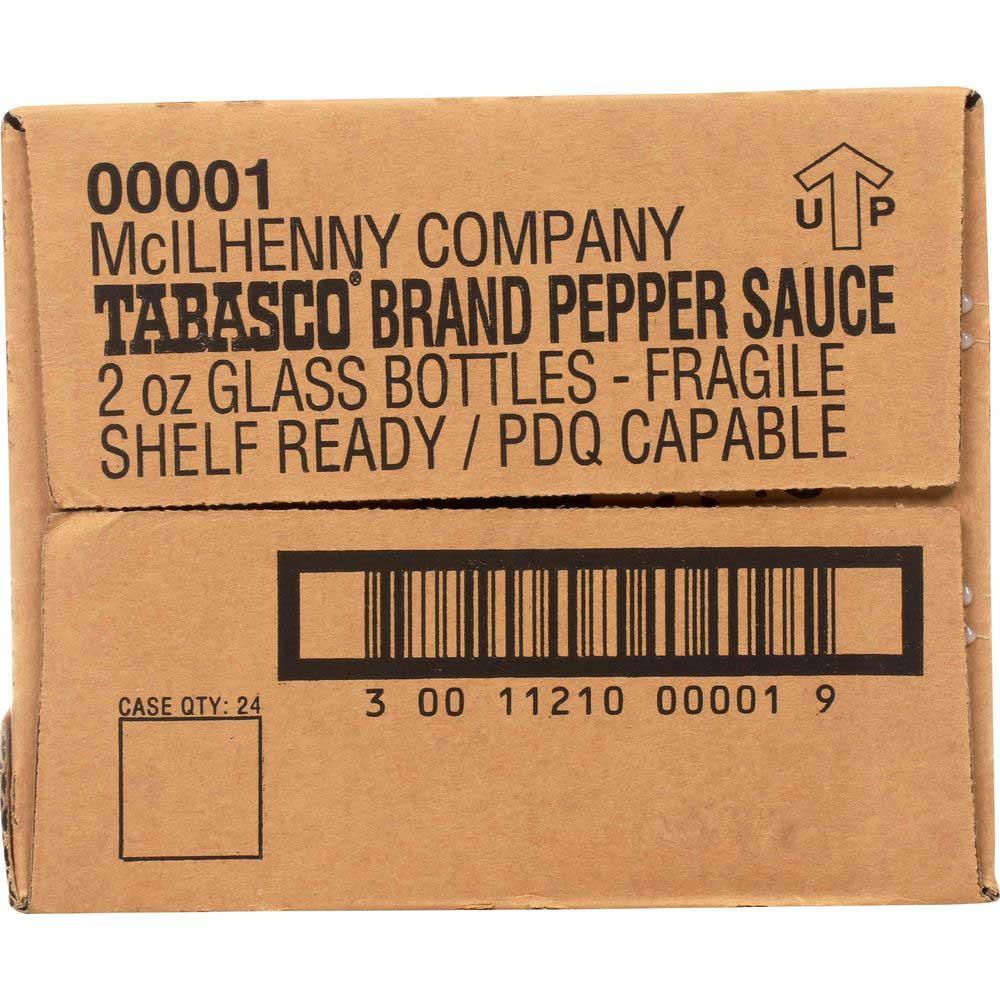 00001
McILHENNY COMPANY
TABASCO® BRAND PEPPER SAUCE
2 oz GLASS BOTTLES - FRAGILE
SHELF READY / PDQ CAPABLE
UP
3 00 11210 00001 9
CASE QTY: 24